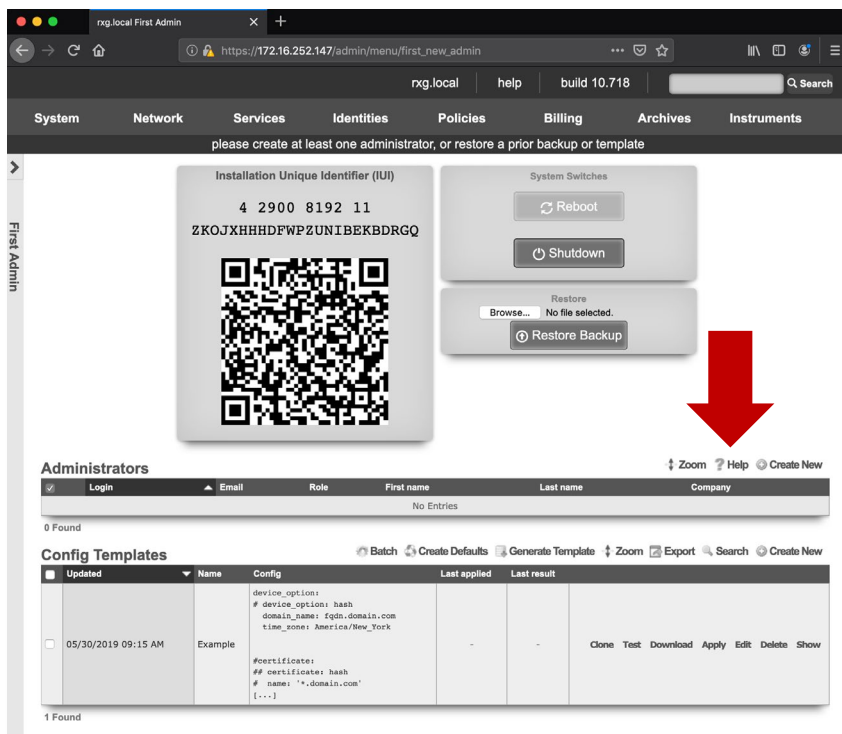 rxg.local First Admin
https://172.16.252.147/admin/menu/first_new_admin
rxg.local help build 10.718 Search
System Network Services Identities Policies Billing Archives Instruments
please create at least one administrator, or restore a prior backup or template
First Admin
Installation Unique Identifier (IUI)
4 2900 8192 11
ZKOJXHHHDFWPZUNIBEKBDRGQ
System Switches
Reboot
Shutdown
Restore
Browse... No file selected.
Restore Backup
Administrators Zoom Help Create New
Login Email Role First name Last name Company
No Entries
0 Found
Config Templates Batch Create Defaults Generate Template Zoom Export Search Create New
Updated Name Config Last applied Last result
05/30/2019 09:15 AM Example
device_option:
# device_option: hash
domain_name: fqdn.domain.com
time_zone: America/New_York
#certificate:
## certificate: hash
# name: '*.domain.com'
[...]
- - Clone Test Download Apply Edit Delete Show
1 Found